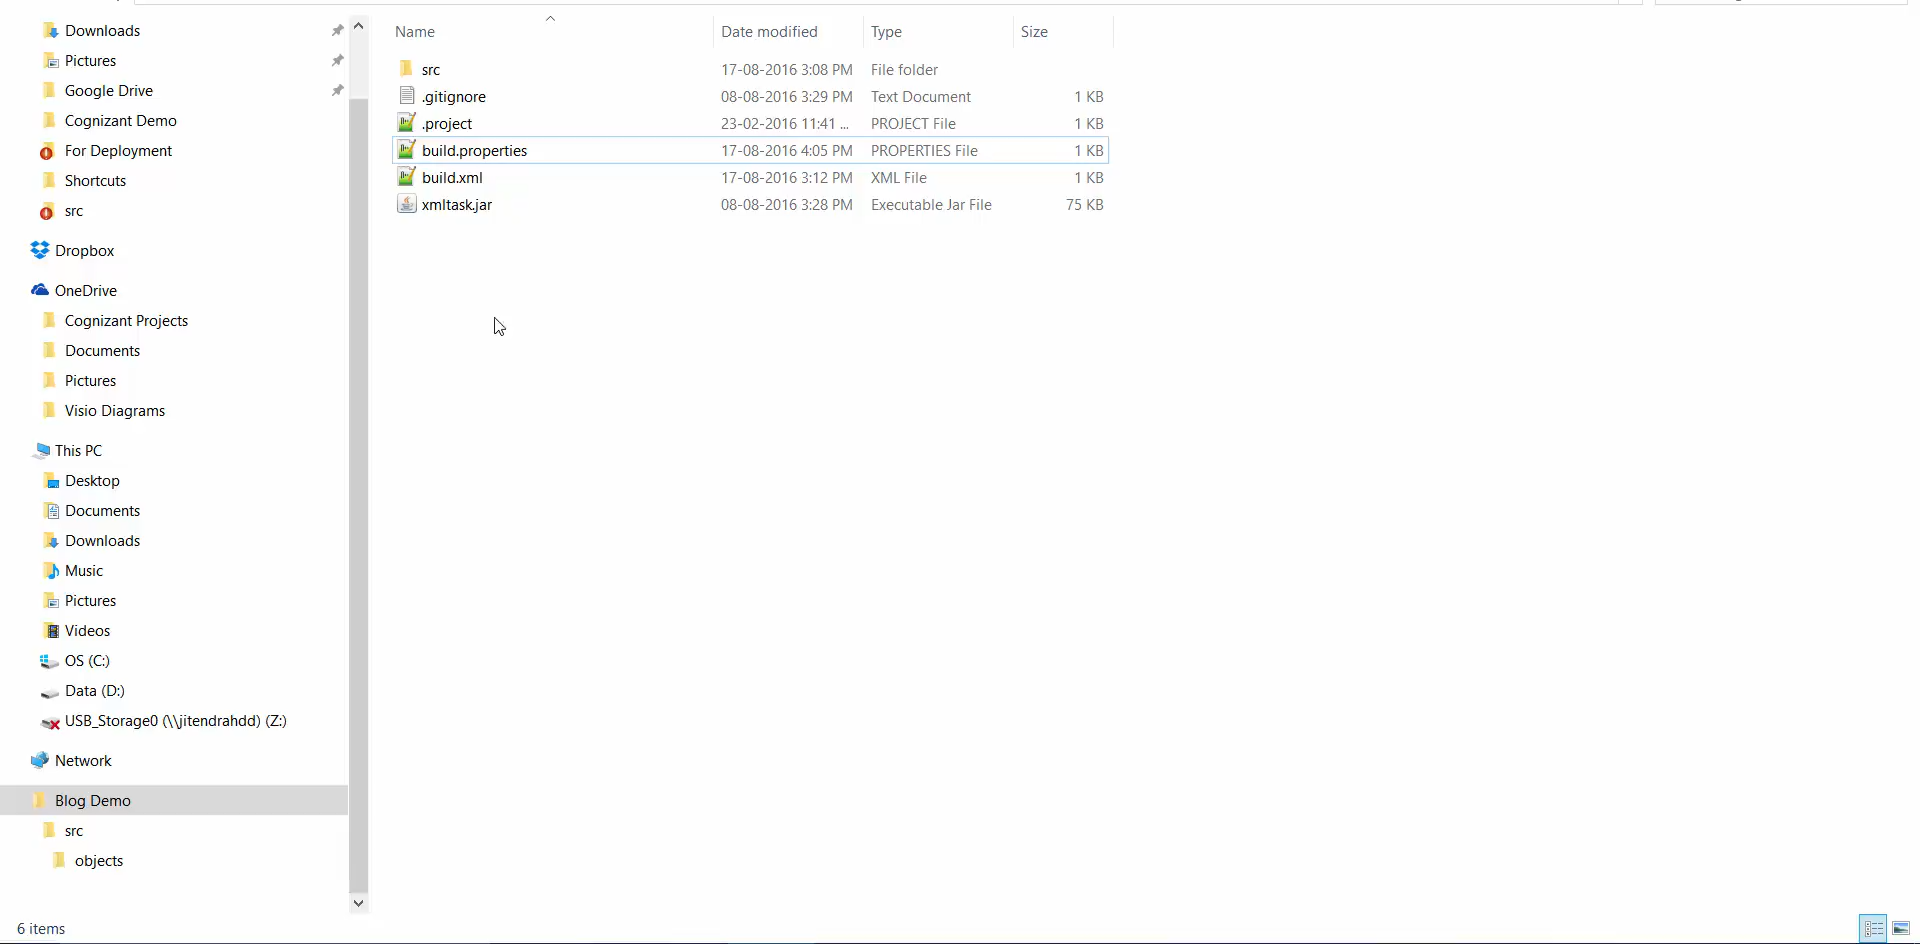 Downloads
Pictures
Google Drive
Cognizant Demo
For Deployment
Shortcuts
src
Dropbox
OneDrive
Cognizant Projects
Documents
Pictures
Visio Diagrams
This PC
Desktop
Documents
Downloads
Music
Pictures
Videos
OS (C:)
Data (D:)
USB_Storage0 (\\jitendrahdd) (Z:)
Network
Blog Demo
src
objects
6 items
Name Date modified Type Size
src 17-08-2016 3:08 PM File folder
.gitignore 08-08-2016 3:29 PM Text Document 1 KB
.project 23-02-2016 11:41 ... PROJECT File 1 KB
build.properties 17-08-2016 4:05 PM PROPERTIES File 1 KB
build.xml 17-08-2016 3:12 PM XML File 1 KB
xmltask.jar 08-08-2016 3:28 PM Executable Jar File 75 KB